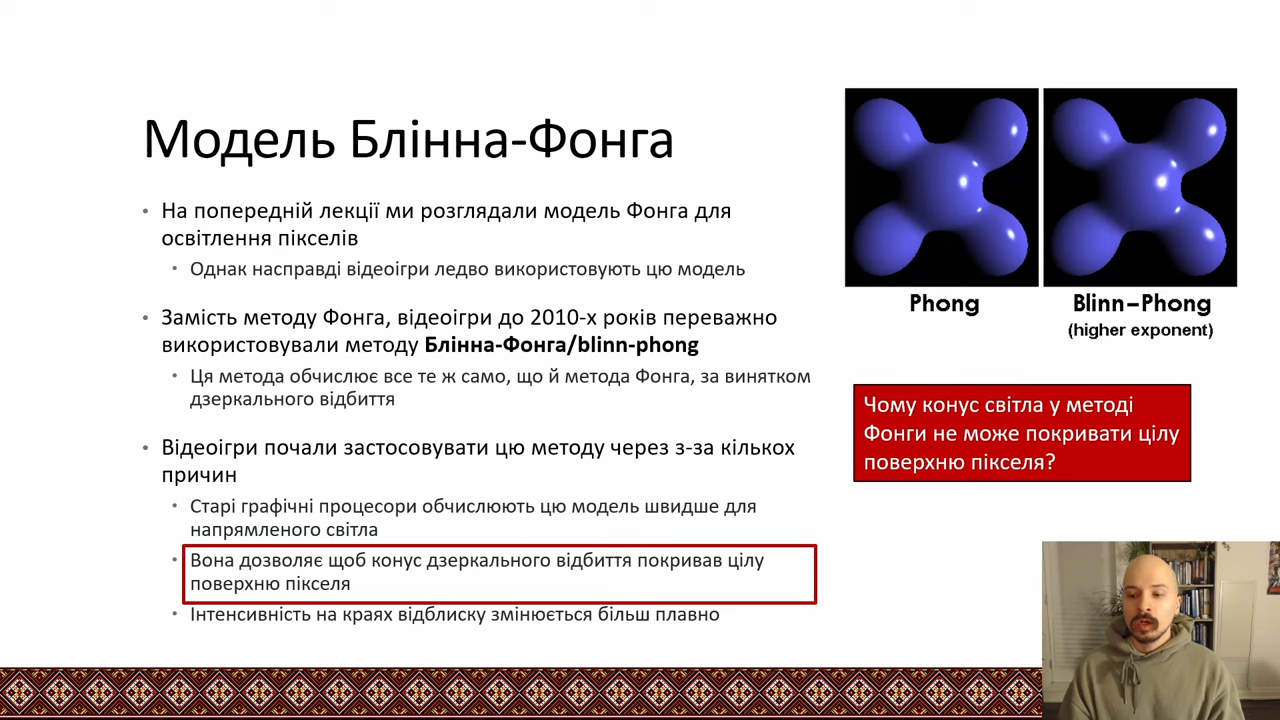 Модель Блінна-Фонга
На попередній лекції ми розглядали модель Фонга для
освітлення пікселів
Однак насправді відеоігри ледво використовують цю модель
Замість методу Фонга, відеоігри до 2010-х років переважно
використовували методу Блінна-Фонга/blinn-phong
Ця метода обчислює все те ж само, що й метода Фонга, за винятком
дзеркального відбиття
Відеоігри почали застосовувати цю методу через з-за кількох
причин
Старі графічні процесори обчислюють цю модель швидше для
напрямленого світла
Вона дозволяє щоб конус дзеркального відбиття покривав цілу
поверхню пікселя
Інтенсивність на краях відблиску змінюється більш плавно
Phong
Blinn–Phong
(higher exponent)
Чому конус світла у методі
Фонги не може покривати цілу
поверхню пікселя?